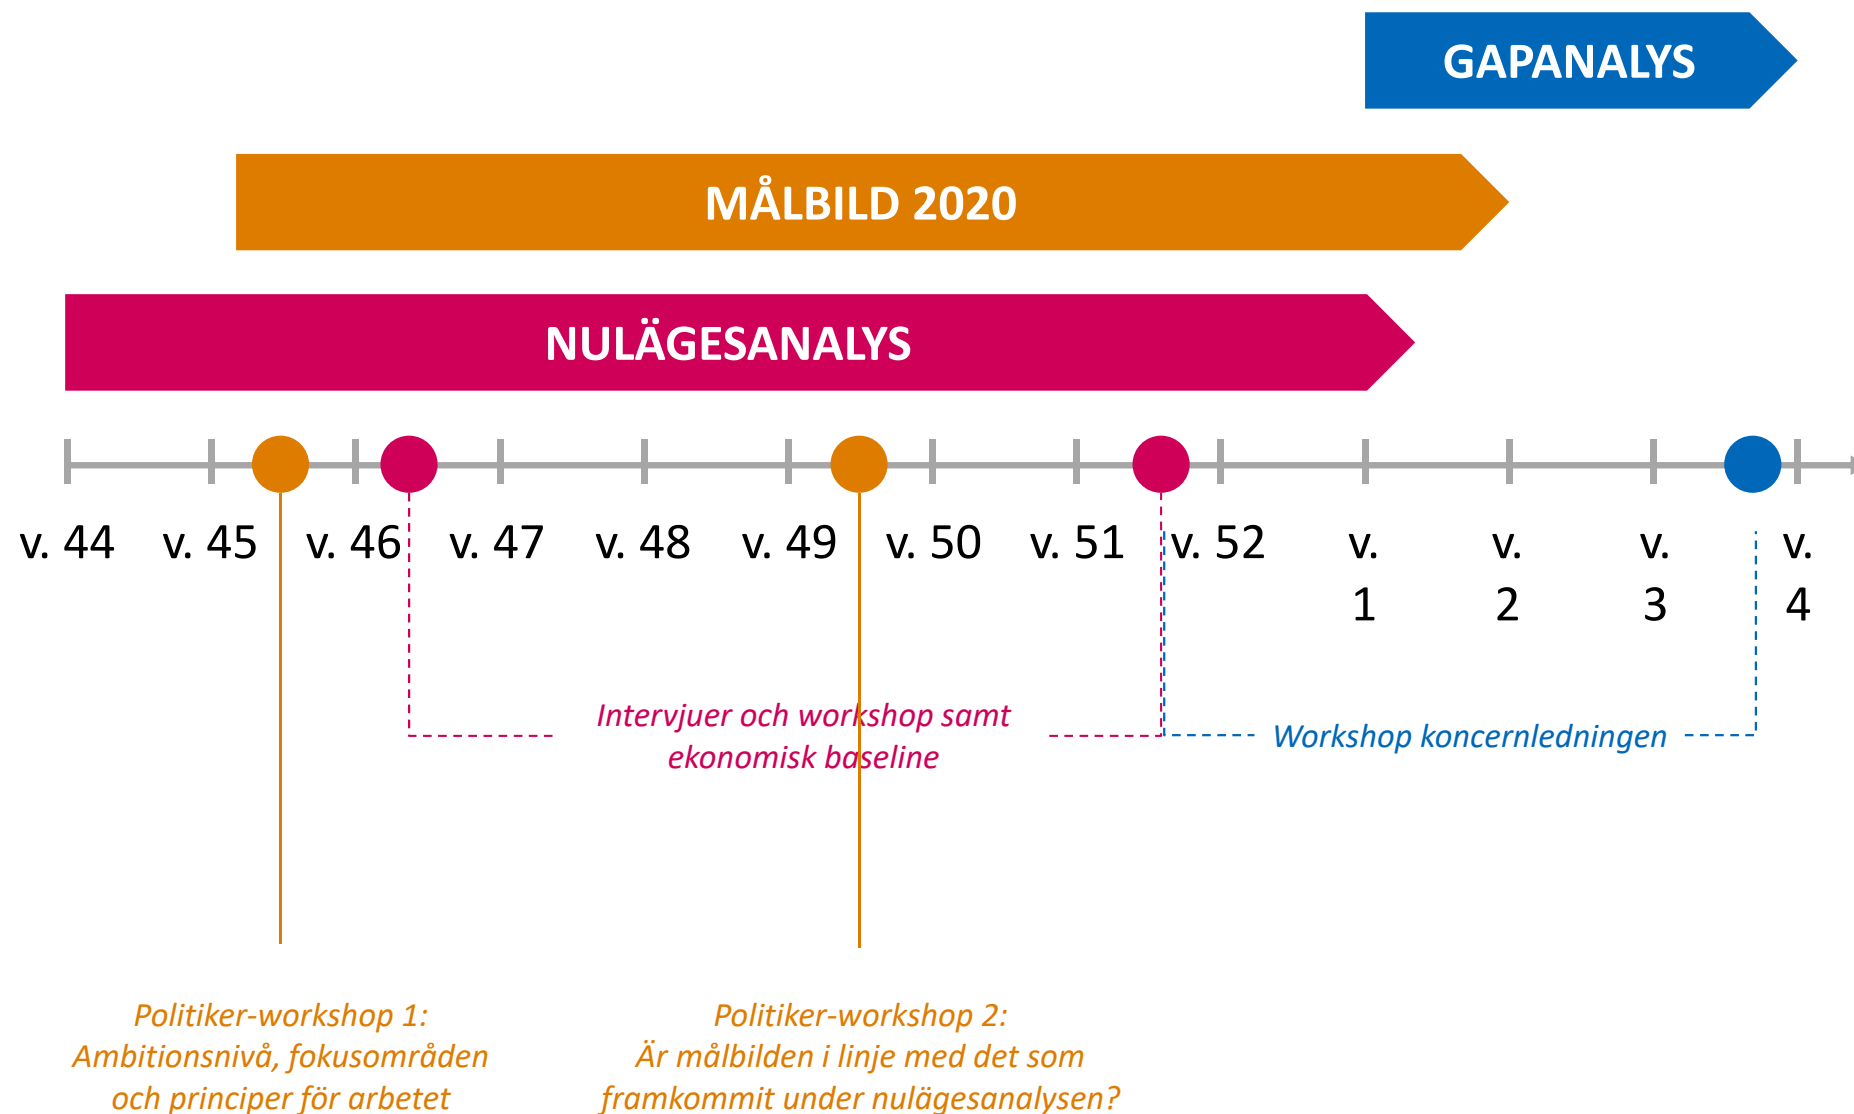 GAPANALYS
MÅLBILD 2020
NULÄGESANALYS
v. 44
v. 45
v. 46
v. 47
v. 48
v. 49
v. 50
v. 51
v. 52
v.
1
v.
2
v.
3
v.
4
Intervjuer och workshop samt
ekonomisk baseline
Workshop koncernledningen
Politiker-workshop 1:
Ambitionsnivå, fokusområden
och principer för arbetet
Politiker-workshop 2:
Är målbilden i linje med det som
framkommit under nulägesanalysen?